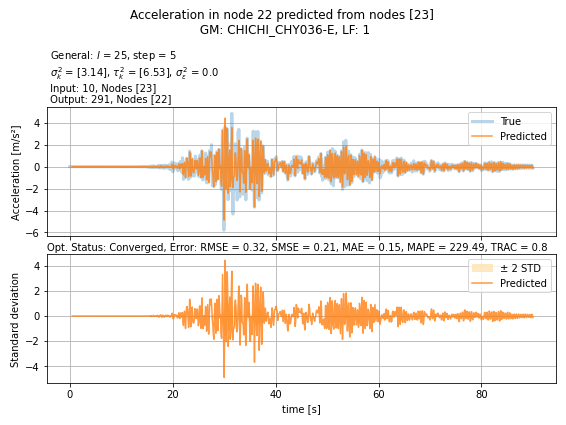 Acceleration in node 22 predicted from nodes [23]
GM: CHICHI_CHY036-E, LF: 1
General: l = 25, step = 5
σ²ₖ = [3.14], τ²ₖ = [6.53], σ²ε = 0.0
Input: 10, Nodes [23]
Output: 291, Nodes [22]
Acceleration [m/s²]
4
2
0
−2
−4
−6
True
Predicted
Opt. Status: Converged, Error: RMSE = 0.32, SMSE = 0.21, MAE = 0.15, MAPE = 229.49, TRAC = 0.8
Standard deviation
4
2
0
−2
−4
± 2 STD
Predicted
0 20 40 60 80
time [s]